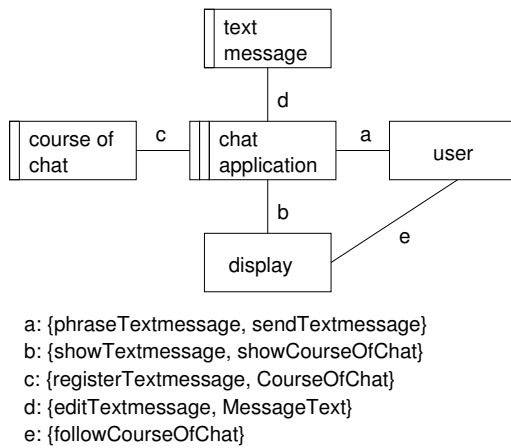 text
message
d
course of
chat
c
chat
application
a
user
b
e
display
a: {phraseTextmessage, sendTextmessage}
b: {showTextmessage, showCourseOfChat}
c: {registerTextmessage, CourseOfChat}
d: {editTextmessage, MessageText}
e: {followCourseOfChat}